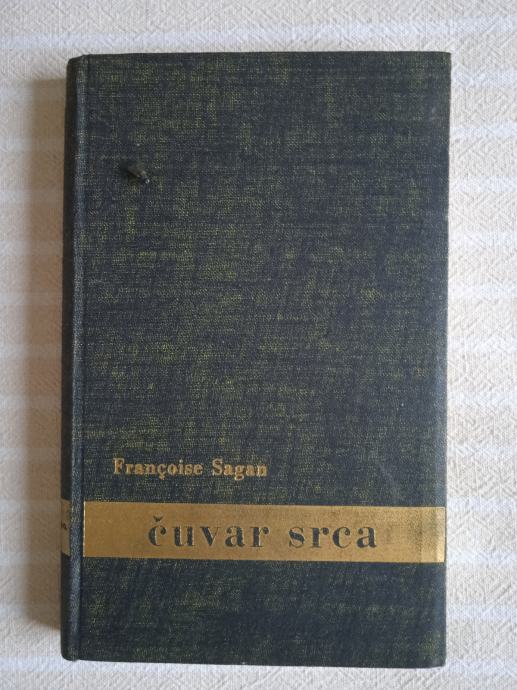 Françoise Sagan
čuvar srca